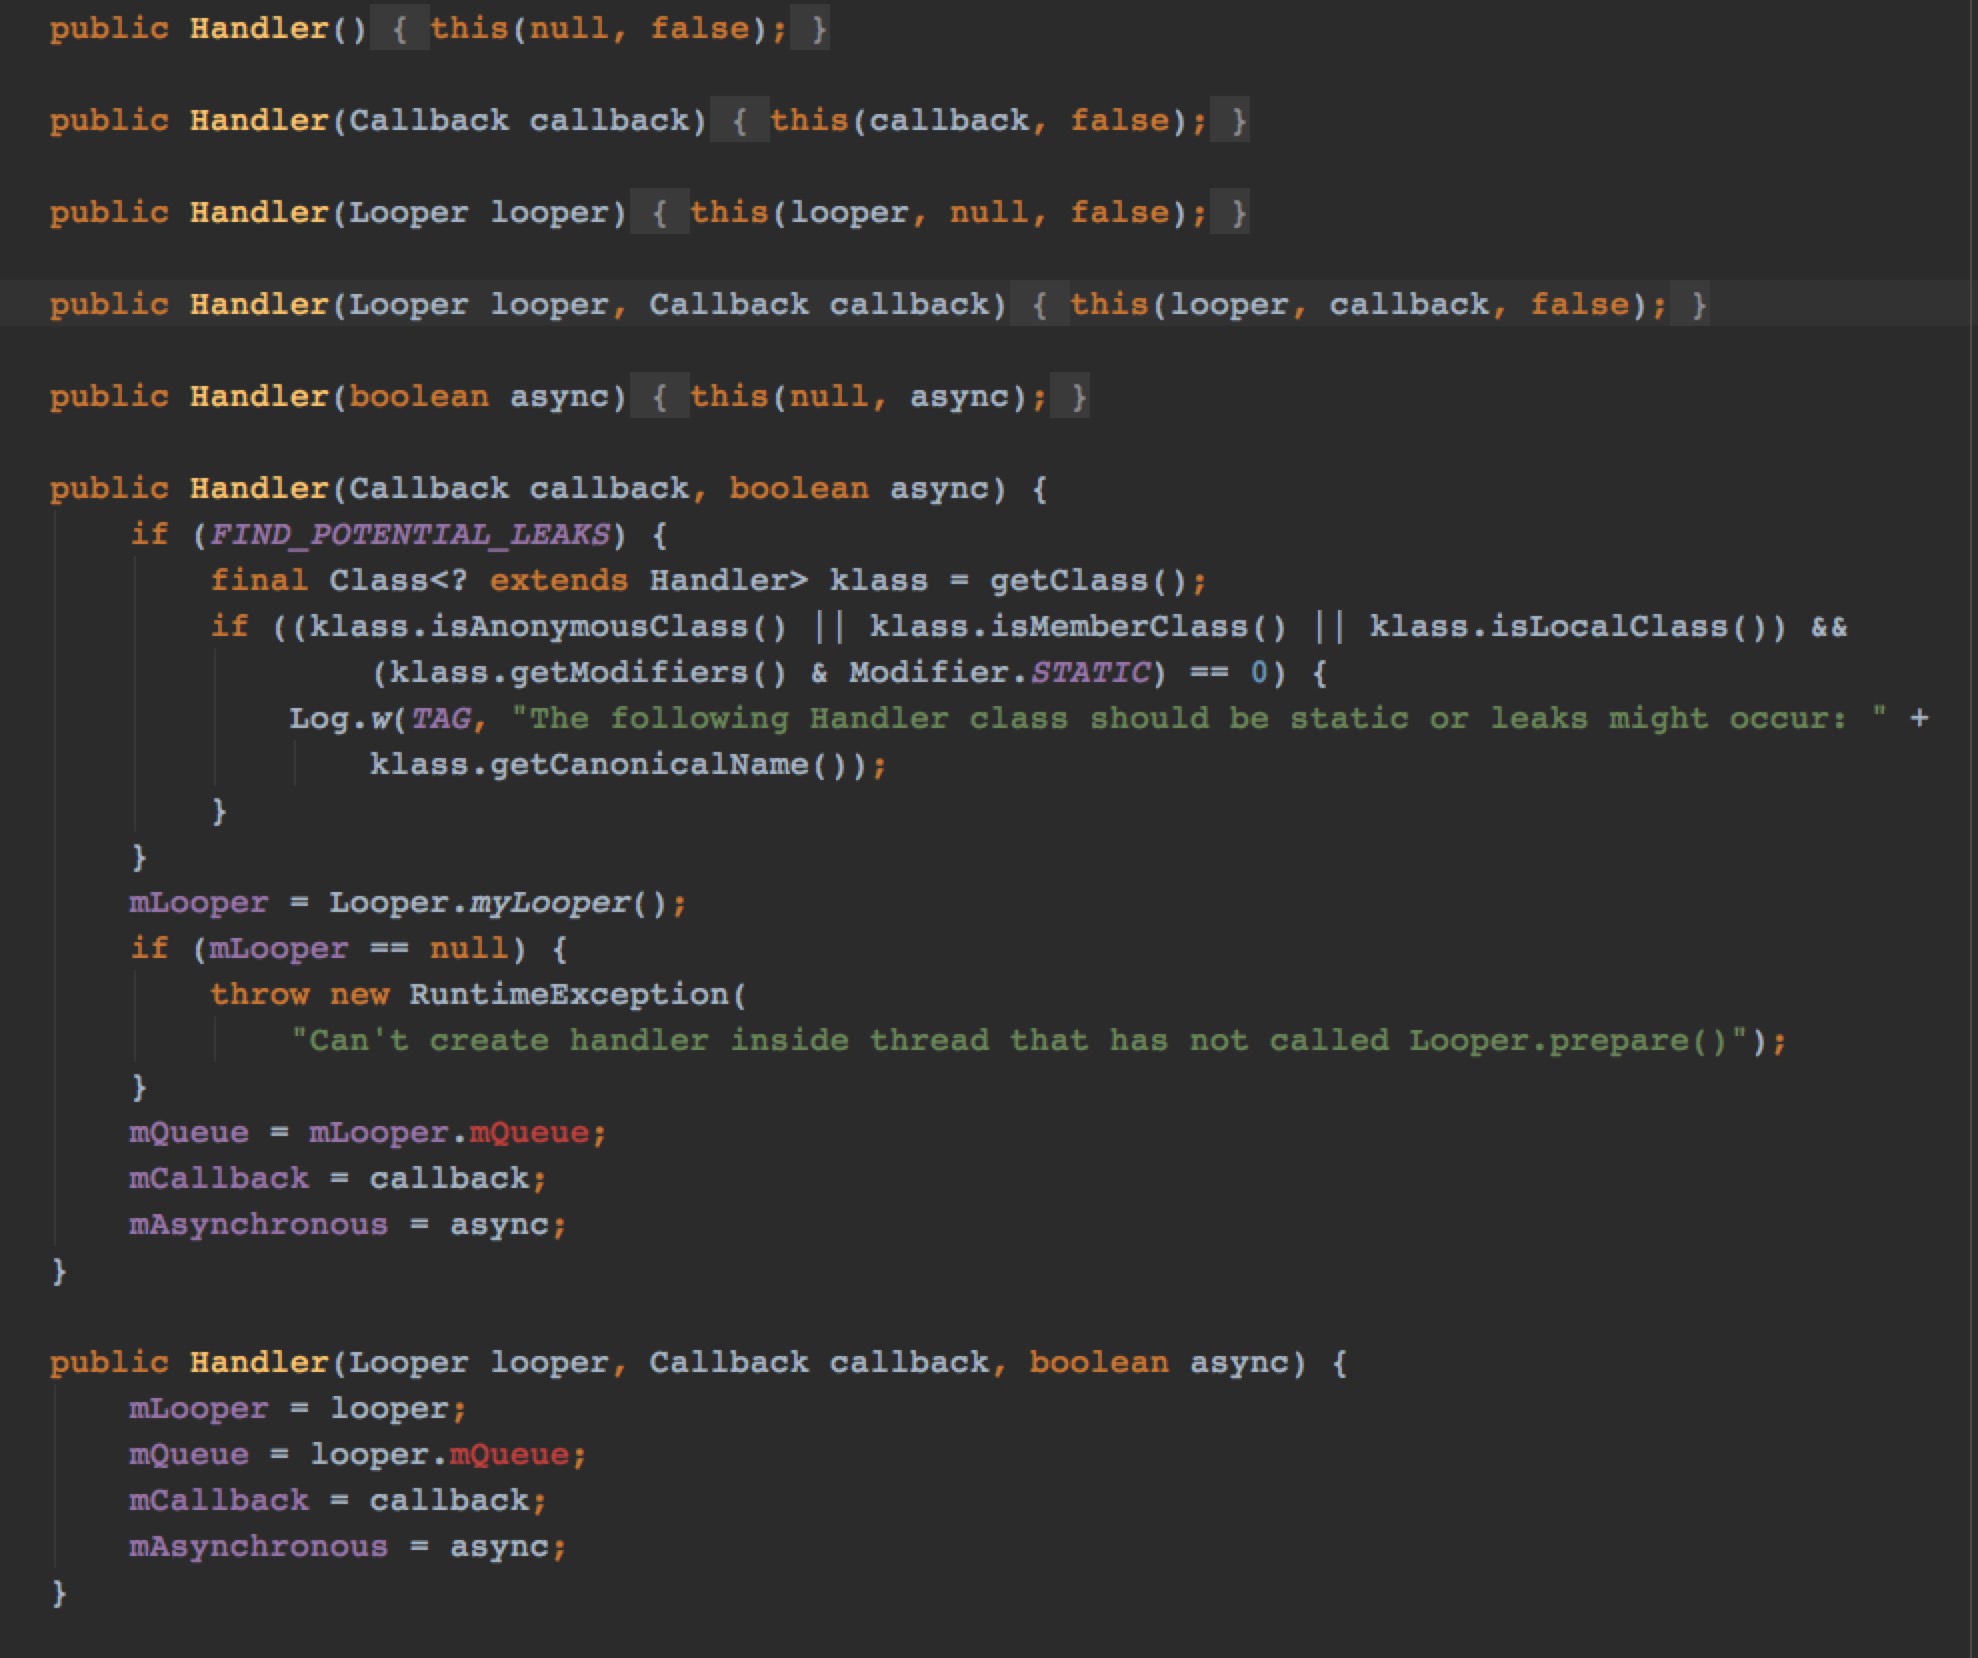 public Handler() { this(null, false); }
public Handler(Callback callback) { this(callback, false); }
public Handler(Looper looper) { this(looper, null, false); }
public Handler(Looper looper, Callback callback) { this(looper, callback, false); }
public Handler(boolean async) { this(null, async); }
public Handler(Callback callback, boolean async) {
if (FIND_POTENTIAL_LEAKS) {
final Class<? extends Handler> klass = getClass();
if ((klass.isAnonymousClass() || klass.isMemberClass() || klass.isLocalClass()) &&
(klass.getModifiers() & Modifier.STATIC) == 0) {
Log.w(TAG, "The following Handler class should be static or leaks might occur: " +
klass.getCanonicalName());
}
}
mLooper = Looper.myLooper();
if (mLooper == null) {
throw new RuntimeException(
"Can't create handler inside thread that has not called Looper.prepare()");
}
mQueue = mLooper.mQueue;
mCallback = callback;
mAsynchronous = async;
}
public Handler(Looper looper, Callback callback, boolean async) {
mLooper = looper;
mQueue = looper.mQueue;
mCallback = callback;
mAsynchronous = async;
}